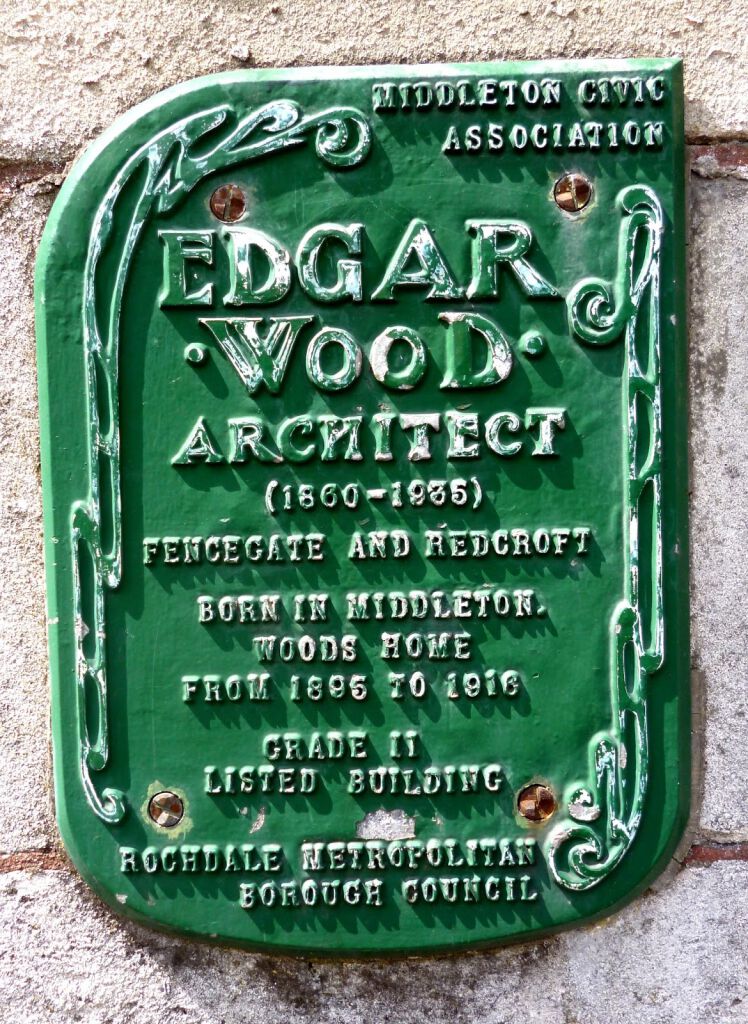 MIDDLETON CIVIC
ASSOCIATION
EDGAR
·WOOD·
ARCHITECT
(1860-1935)
FENCEGATE AND REDCROFT
BORN IN MIDDLETON.
WOODS HOME
FROM 1895 TO 1916
GRADE II
LISTED BUILDING
ROCHDALE METROPOLITAN
BOROUGH COUNCIL